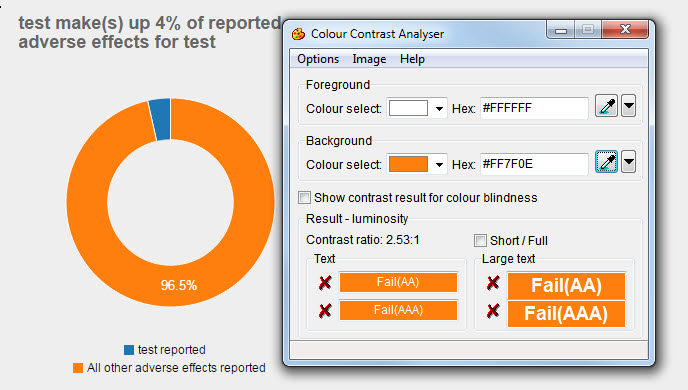 test make(s) up 4% of reported
adverse effects for test
96.5%
test reported
All other adverse effects reported
Colour Contrast Analyser
Options Image Help
Foreground
Colour select: Hex: #FFFFFF
Background
Colour select: Hex: #FF7F0E
Show contrast result for colour blindness
Result - luminosity
Contrast ratio: 2.53:1 Short / Full
Text Large text
Fail(AA) Fail(AA)
Fail(AAA) Fail(AAA)